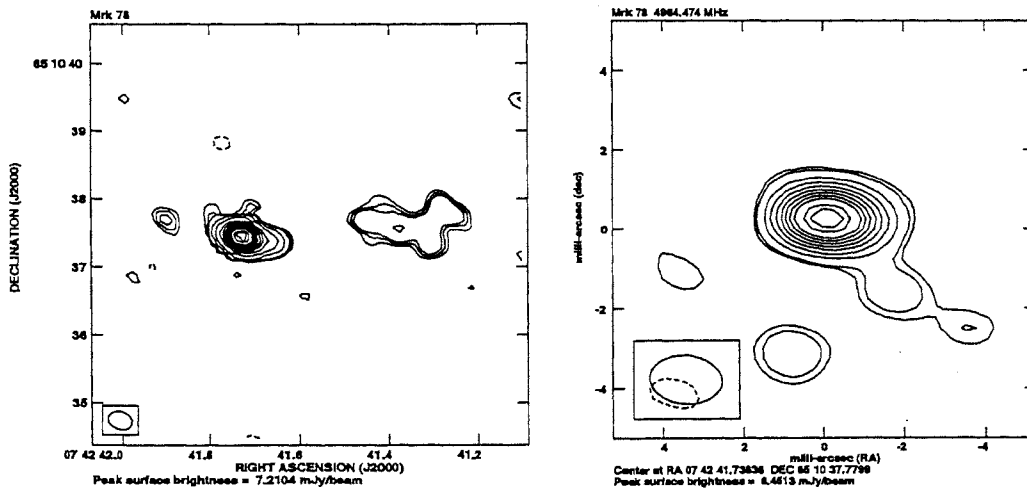 Mrk 78
65 10 40
39
38
37
36
35
DECLINATION (J2000)
07 42 42.0
41.8
41.6
41.4
41.2
RIGHT ASCENSION (J2000)
Peak surface brightness = 7.2104 mJy/beam
Mrk 78 4964.474 MHz
4
2
0
-2
-4
milli-arcsec (dec)
4
2
0
-2
-4
milli-arcsec (RA)
Center at RA 07 42 41.73636 DEC 65 10 37.7799
Peak surface brightness = 6.4513 mJy/beam